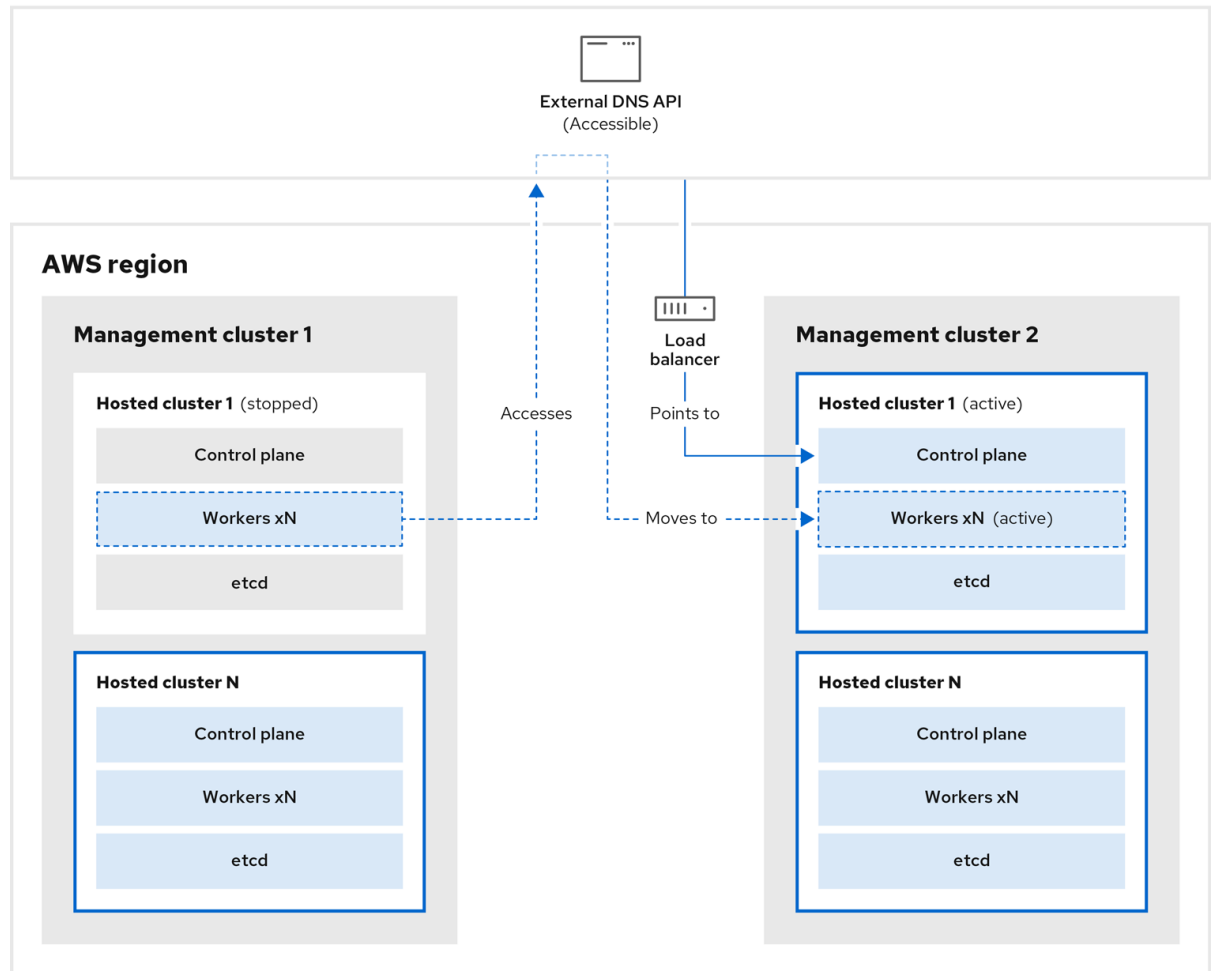 External DNS API
(Accessible)
AWS region
Management cluster 1
Hosted cluster 1 (stopped)
Control plane
Workers xN
etcd
Hosted cluster N
Control plane
Workers xN
etcd
Accesses
Load
balancer
Points to
Moves to
Management cluster 2
Hosted cluster 1 (active)
Control plane
Workers xN (active)
etcd
Hosted cluster N
Control plane
Workers xN
etcd